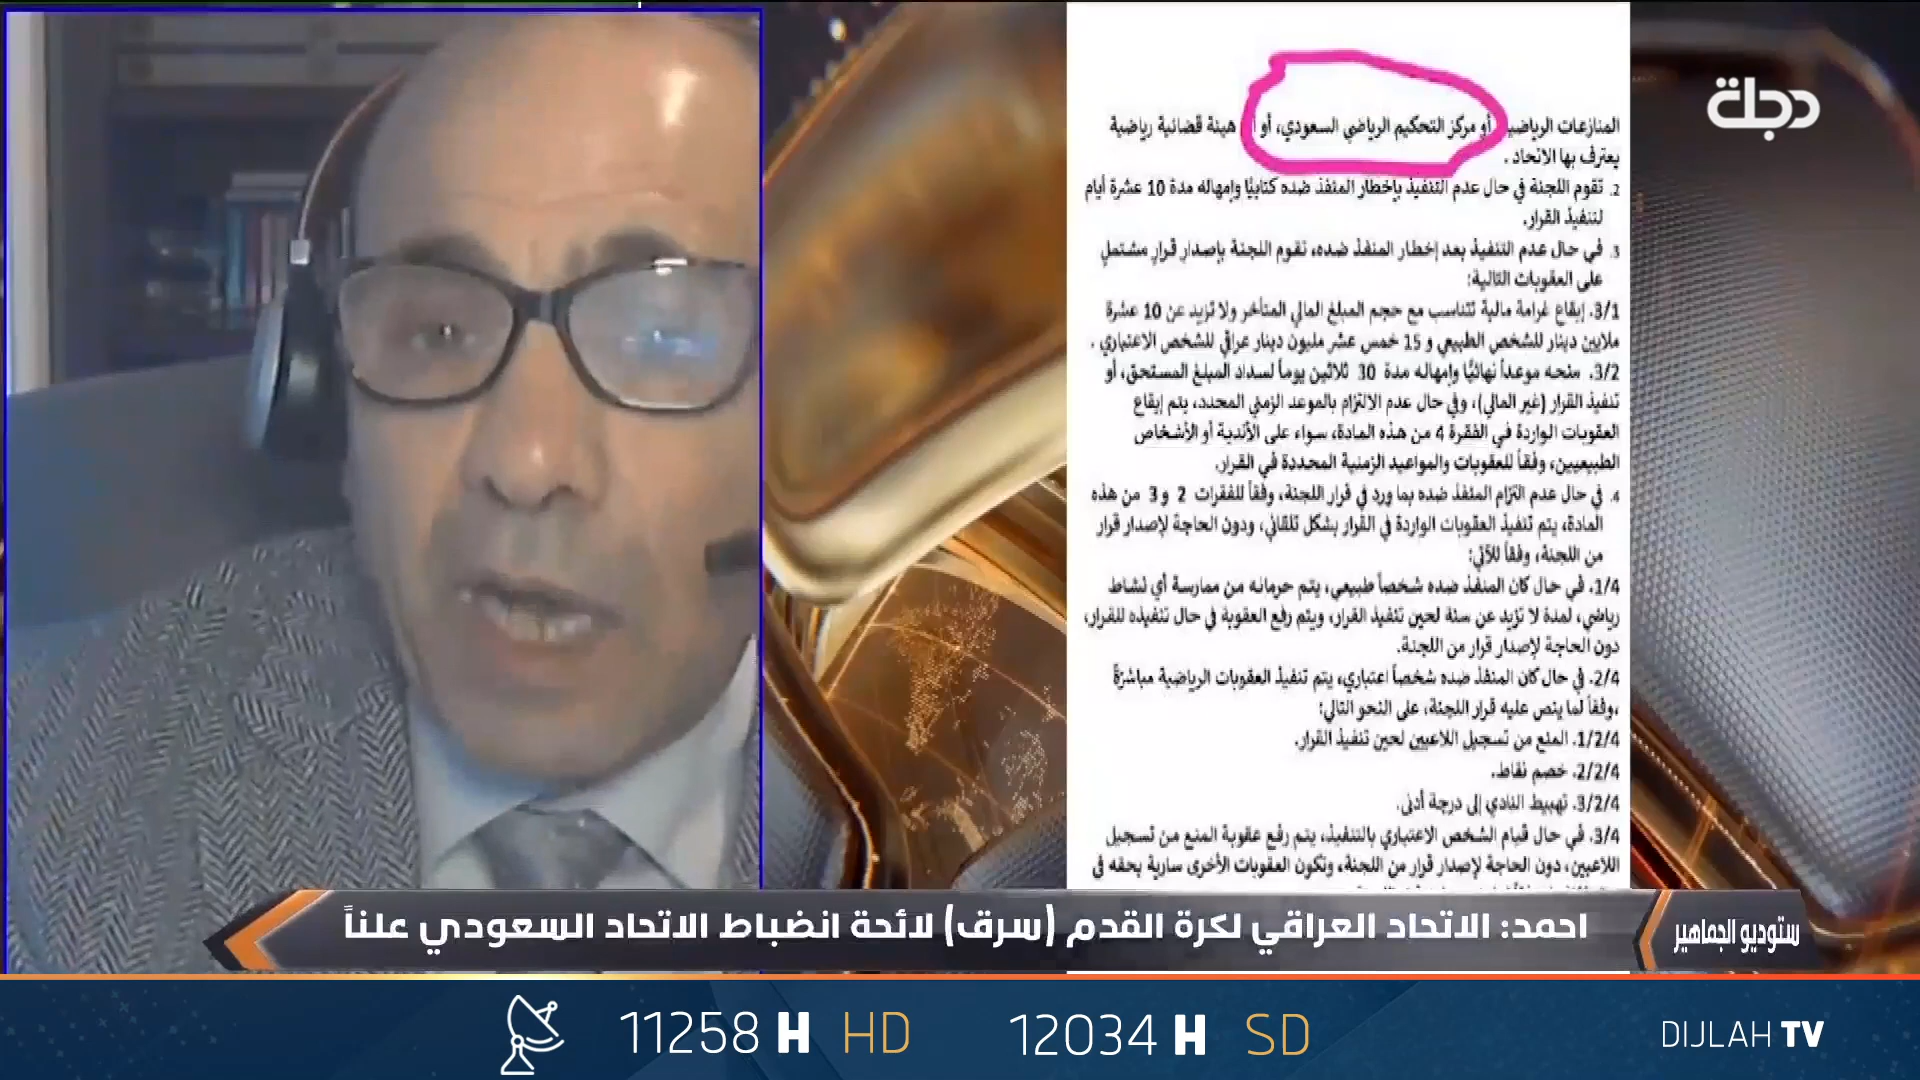 دجلة
المنازعات الرياضية أو مركز التحكيم الرياضي السعودي، أو هيئة قضائية رياضية
يعترف بها الاتحاد .
2. تقوم اللجنة في حال عدم التنفيذ بإخطار المنفذ ضده كتابيًا وإمهاله مدة 10 عشرة أيام
لتنفيذ القرار.
3. في حال عدم التنفيذ بعد إخطار المنفذ ضده، تقوم اللجنة بإصدار قرار مشتمل
على العقوبات التالية:
3/1. إيقاع غرامة مالية تتناسب مع حجم المبلغ المالي المتأخر ولا تزيد عن 10 عشرة
ملايين دينار للشخص الطبيعي و 15 خمس عشر مليون دينار عراقي للشخص الاعتباري .
3/2. منحه موعداً نهائيًا وإمهاله مدة 30 ثلاثين يوماً لسداد المبلغ المستحق، أو
تنفيذ القرار (غير المالي)، وفي حال عدم الالتزام بالموعد الزمني المحدد، يتم إيقاع
العقوبات الواردة في الفقرة 4 من هذه المادة، سواء على الأندية أو الأشخاص
الطبيعيين، وفقاً للعقوبات والمواعيد الزمنية المحددة في القرار.
4. في حال عدم التزام المنفذ ضده بما ورد في قرار اللجنة، وفقاً للفقرات 2 و 3 من هذه
المادة، يتم تنفيذ العقوبات الواردة في القرار بشكل تلقائي، ودون الحاجة لإصدار قرار
من اللجنة، وفقاً للآتي:
1/4. في حال كان المنفذ ضده شخصاً طبيعي، يتم حرمانه من ممارسة أي نشاط
رياضي، لمدة لا تزيد عن سنة لحين تنفيذ القرار، ويتم رفع العقوبة في حال تنفيذه للقرار،
دون الحاجة لإصدار قرار من اللجنة.
2/4. في حال كان المنفذ ضده شخصاً اعتباري، يتم تنفيذ العقوبات الرياضية مباشرةً
،وفقاً لما ينص عليه قرار اللجنة، على النحو التالي:
1/2/4. المنع من تسجيل اللاعبين لحين تنفيذ القرار.
2/2/4. خصم نقاط.
3/2/4. تهبيط النادي إلى درجة أدنى.
3/4. في حال قيام الشخص الاعتباري بالتنفيذ، يتم رفع عقوبة المنع من تسجيل
اللاعبين، دون الحاجة لإصدار قرار من اللجنة، وتكون العقوبات الأخرى سارية بحقه في
ستوديو الجماهير
احمد: الاتحاد العراقي لكرة القدم (سرق) لائحة انضباط الاتحاد السعودي علناً
11258 H HD 12034 H SD
DIJLAH TV